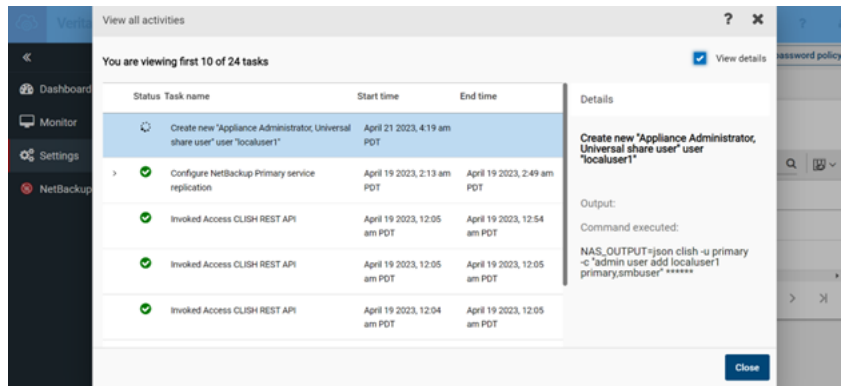 Verita
View all activities
?
password policy
You are viewing first 10 of 24 tasks
View details
Dashboard
Monitor
Settings
NetBackup
Status Task name Start time End time
Details
Create new "Appliance Administrator, Universal
share user" user "localuser1"
April 21 2023, 4:19 am
PDT
Create new "Appliance Administrator,
Universal share user" user
"localuser1"
Configure NetBackup Primary service
replication
April 19 2023, 2:13 am
PDT
April 19 2023, 2:49 am
PDT
Output:
Command executed:
NAS_OUTPUT=json clish -u primary
-c "admin user add localuser1
primary,smbuser" ******
Invoked Access CLISH REST API
April 19 2023, 12:05
am PDT
April 19 2023, 12:54
am PDT
Invoked Access CLISH REST API
April 19 2023, 12:05
am PDT
April 19 2023, 12:05
am PDT
Invoked Access CLISH REST API
April 19 2023, 12:04
am PDT
April 19 2023, 12:05
am PDT
Close